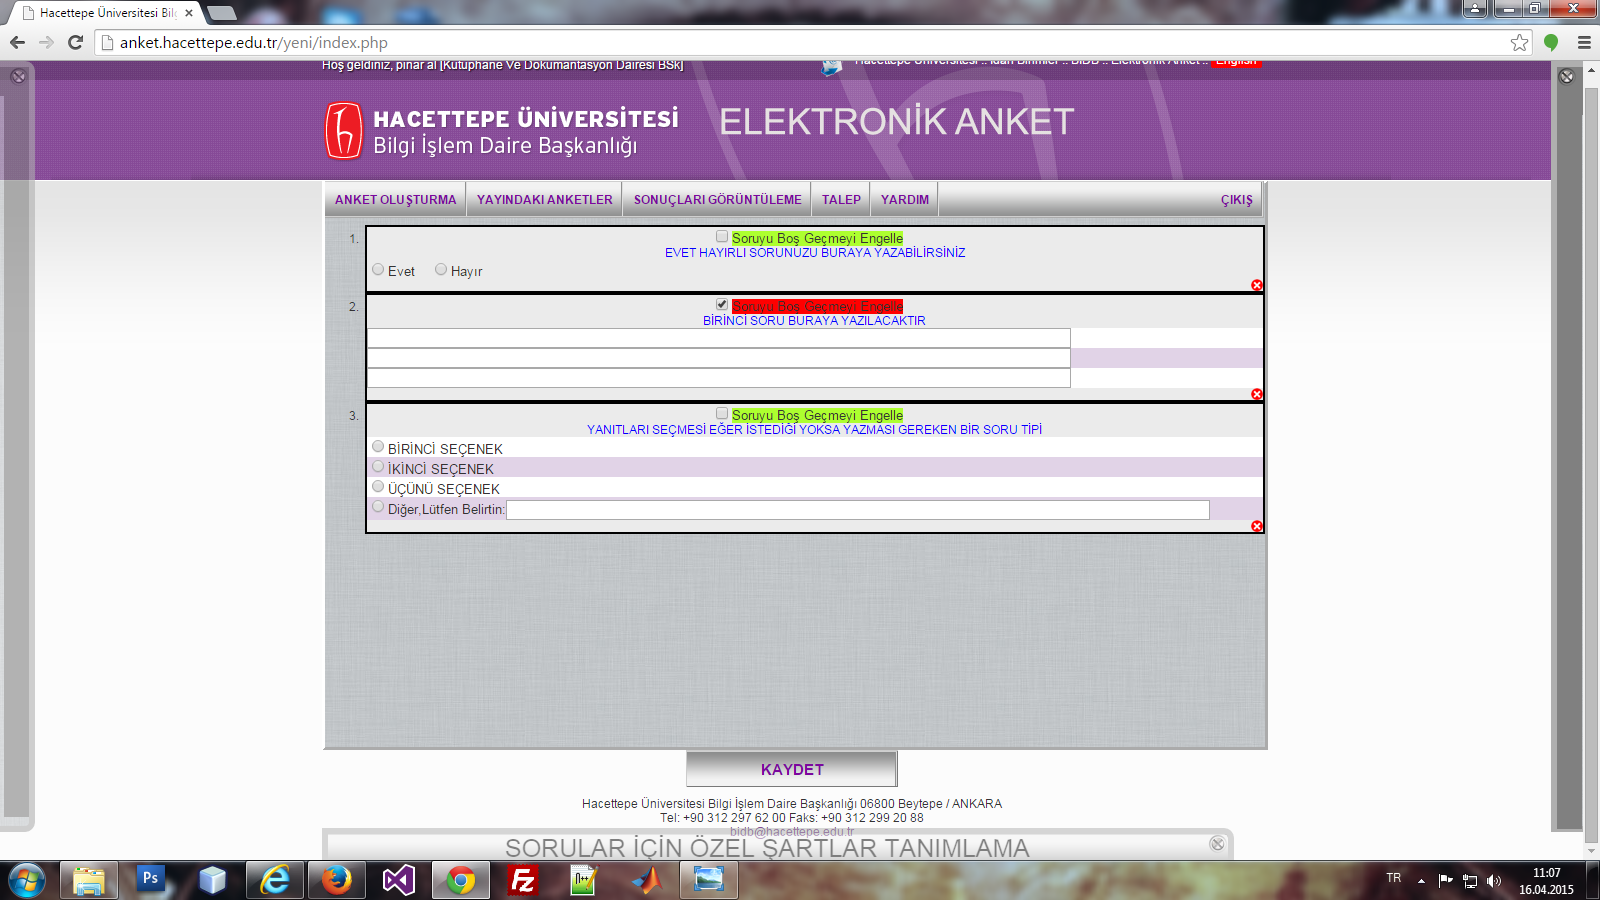 Hacettepe Üniversitesi Bilg
anket.hacettepe.edu.tr/yeni/index.php
Hoş geldiniz, pınar al [Kütüphane Ve Dokümantasyon Dairesi BŞk]
Hacettepe Üniversitesi :: İdari Birimler :: BİDB :: Elektronik Anket :: English
HACETTEPE ÜNİVERSİTESİ
Bilgi İşlem Daire Başkanlığı
ELEKTRONİK ANKET
ANKET OLUŞTURMA YAYINDAKI ANKETLER SONUÇLARI GÖRÜNTÜLEME TALEP YARDIM ÇIKIŞ
1. Soruyu Boş Geçmeyi Engelle
EVET HAYIRLI SORUNUZU BURAYA YAZABİLİRSİNİZ
Evet Hayır
2. Soruyu Boş Geçmeyi Engelle
BİRİNCİ SORU BURAYA YAZILACAKTIR
3. Soruyu Boş Geçmeyi Engelle
YANITLARI SEÇMESİ EĞER İSTEDİĞİ YOKSA YAZMASI GEREKEN BİR SORU TİPİ
BİRİNCİ SEÇENEK
İKİNCİ SEÇENEK
ÜÇÜNÜ SEÇENEK
Diğer,Lütfen Belirtin:
KAYDET
Hacettepe Üniversitesi Bilgi İşlem Daire Başkanlığı 06800 Beytepe / ANKARA
Tel: +90 312 297 62 00 Faks: +90 312 299 20 88
bidb@hacettepe.edu.tr
SORULAR İÇİN ÖZEL ŞARTLAR TANIMLAMA
Ps
Fz
N++
TR
11:07
16.04.2015